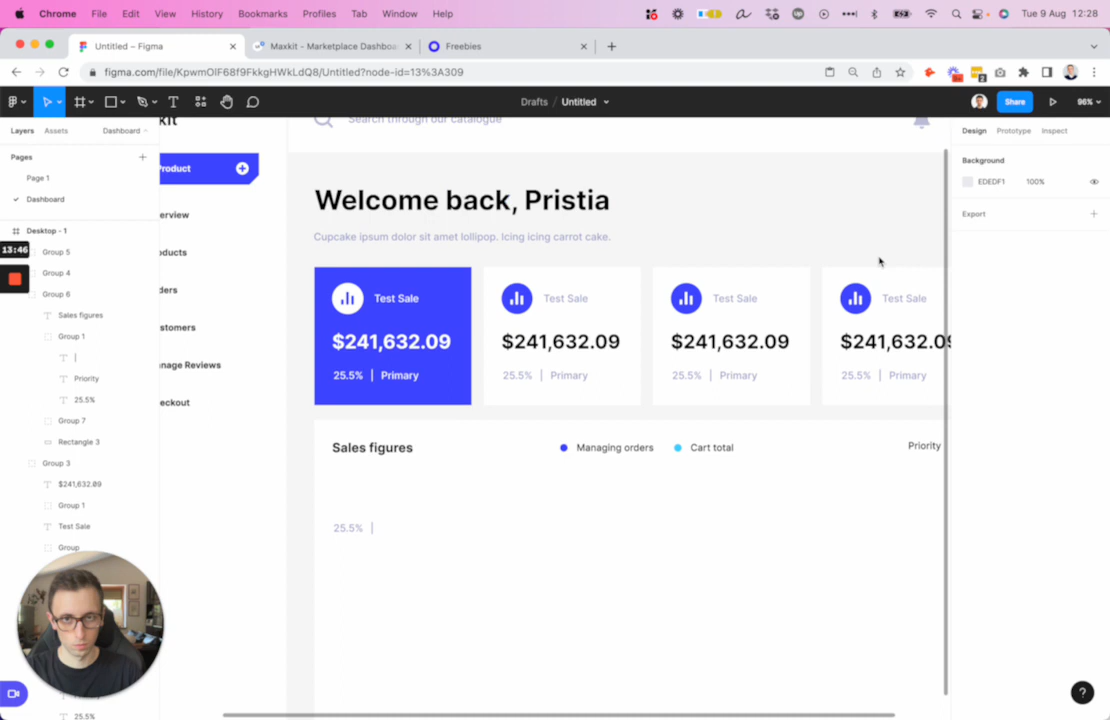 Chrome File Edit View History Bookmarks Profiles Tab Window Help Tue 9 Aug 12:28
Untitled – Figma Maxkit - Marketplace Dashboa Freebies
figma.com/file/KpwmOlF68f9FkkgHWkLdQ8/Untitled?node-id=13%3A309
Drafts / Untitled Share 96%
Layers Assets Dashboard
Pages
Page 1
Dashboard
Desktop - 1
13:46
Group 5
Group 4
Group 6
Sales figures
Group 1
|
Priority
25.5%
Group 7
Rectangle 3
Group 3
$241,632.09
Group 1
Test Sale
Group
25.5%
kit
Product
erview
oducts
ders
stomers
nage Reviews
eckout
Search through our catalogue
Welcome back, Pristia
Cupcake ipsum dolor sit amet lollipop. Icing icing carrot cake.
Test Sale Test Sale Test Sale Test Sale
$241,632.09 $241,632.09 $241,632.09 $241,632.09
25.5% | Primary 25.5% | Primary 25.5% | Primary 25.5% | Primary
Sales figures Managing orders Cart total Priority
25.5% |
Design Prototype Inspect
Background
EDEDF1 100%
Export
?